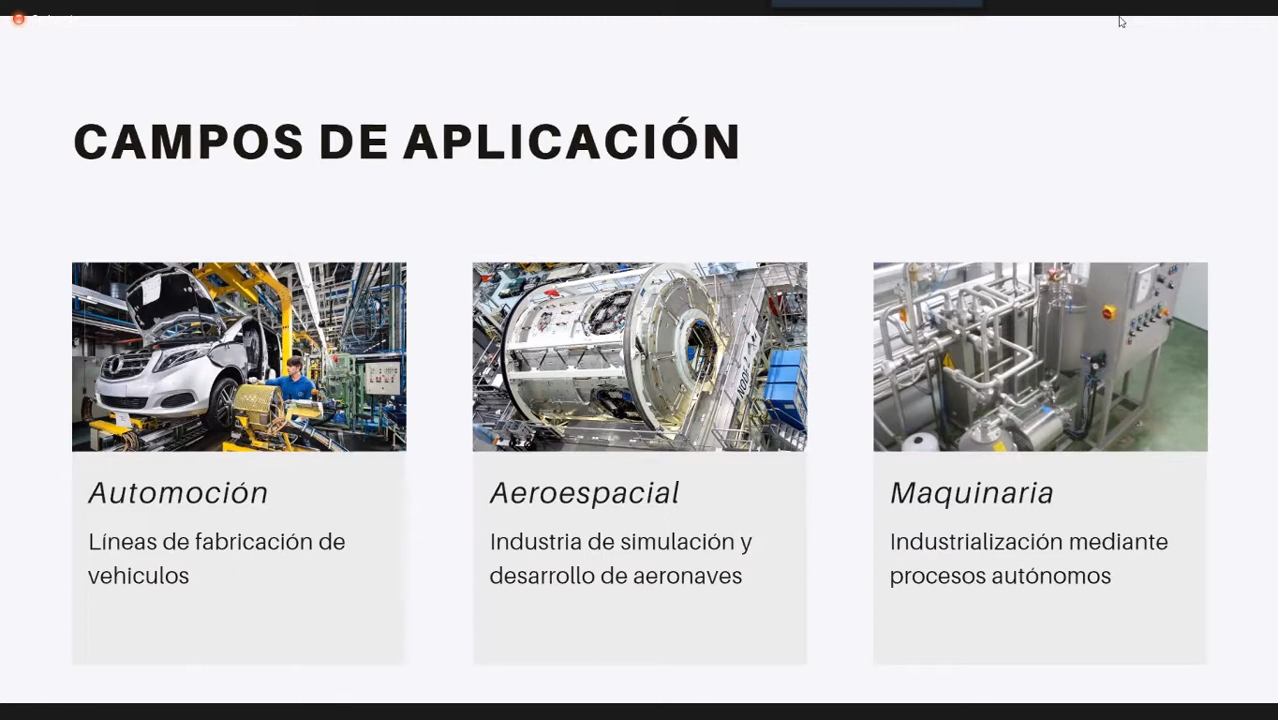 CAMPOS DE APLICACIÓN
Automoción
Líneas de fabricación de
vehiculos
Aeroespacial
Industria de simulación y
desarrollo de aeronaves
Maquinaria
Industrialización mediante
procesos autónomos